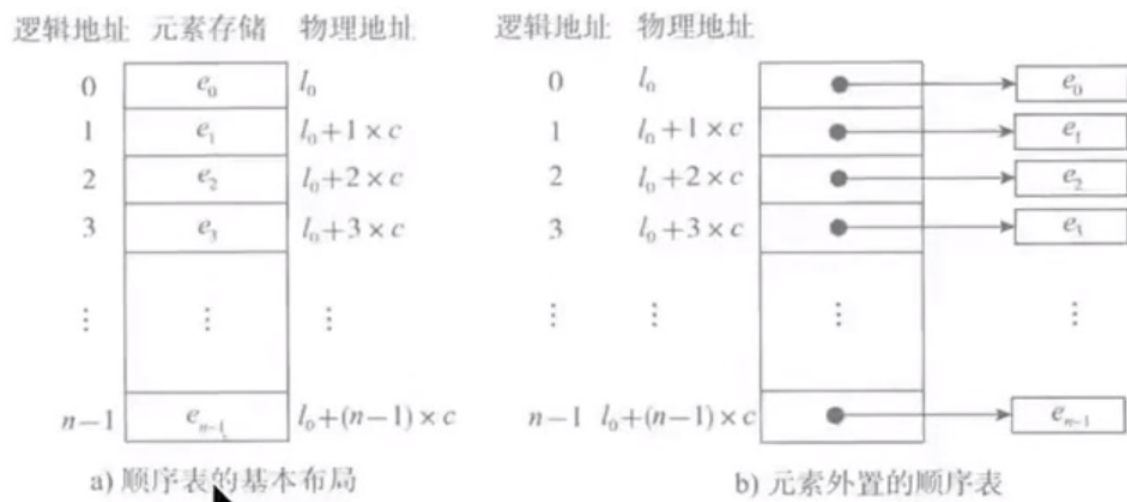 逻辑地址 元素存储 物理地址 逻辑地址 物理地址
0 e₀ l₀ 0 l₀ e₀
1 e₁ l₀+1×c 1 l₀+1×c e₁
2 e₂ l₀+2×c 2 l₀+2×c e₂
3 e₃ l₀+3×c 3 l₀+3×c e₃
⋮ ⋮ ⋮ ⋮ ⋮ ⋮ ⋮
n−1 eₙ₋₁ l₀+(n−1)×c n−1 l₀+(n−1)×c eₙ₋₁
a) 顺序表的基本布局 b) 元素外置的顺序表